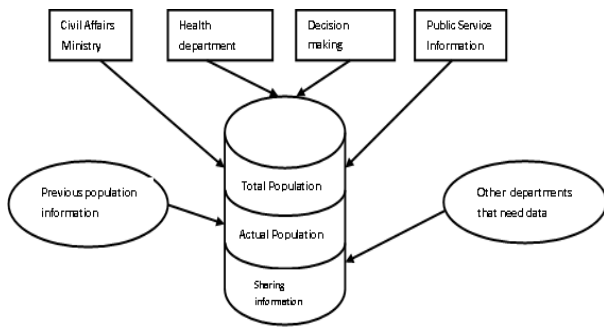 Civil Affairs
Ministry
Health
department
Decision
making
Public Service
Information
Total Population
Previous population
information
Other departments
that need data
Actual Population
Sharing
information